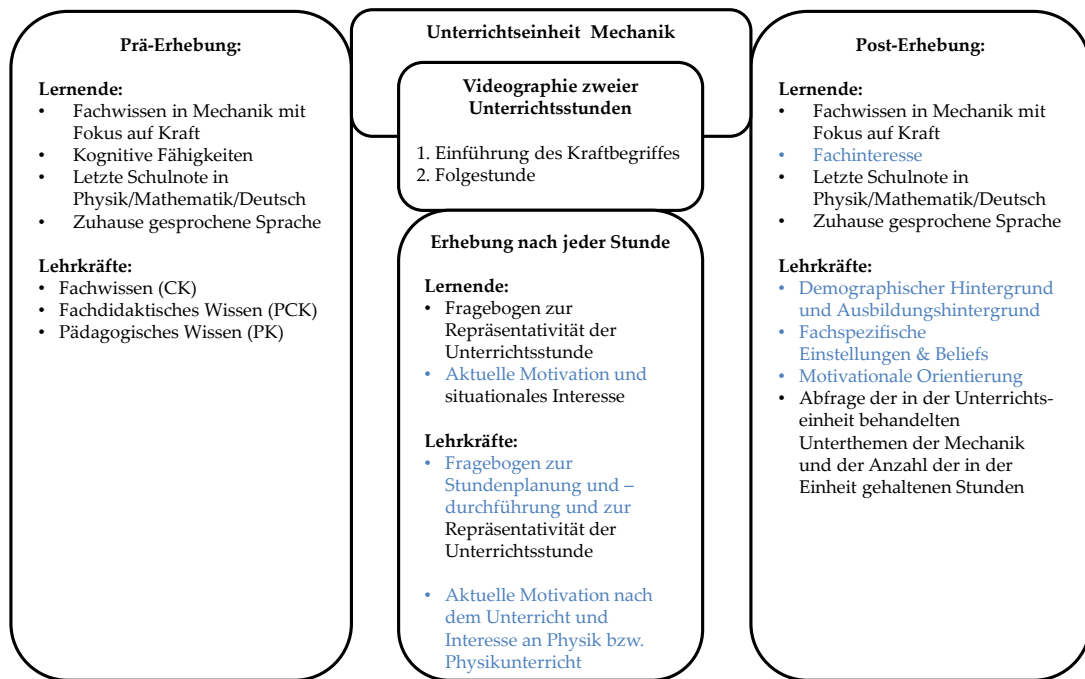 Prä-Erhebung:
Lernende:
• Fachwissen in Mechanik mit
Fokus auf Kraft
• Kognitive Fähigkeiten
• Letzte Schulnote in
Physik/Mathematik/Deutsch
• Zuhause gesprochene Sprache
Lehrkräfte:
• Fachwissen (CK)
• Fachdidaktisches Wissen (PCK)
• Pädagogisches Wissen (PK)
Unterrichtseinheit Mechanik
Videographie zweier
Unterrichtsstunden
1. Einführung des Kraftbegriffes
2. Folgestunde
Erhebung nach jeder Stunde
Lernende:
• Fragebogen zur
Repräsentativität der
Unterrichtsstunde
• Aktuelle Motivation und
situationales Interesse
Lehrkräfte:
• Fragebogen zur
Stundenplanung und –
durchführung und zur
Repräsentativität der
Unterrichtsstunde
• Aktuelle Motivation nach
dem Unterricht und
Interesse an Physik bzw.
Physikunterricht
Post-Erhebung:
Lernende:
• Fachwissen in Mechanik mit
Fokus auf Kraft
• Fachinteresse
• Letzte Schulnote in
Physik/Mathematik/Deutsch
• Zuhause gesprochene Sprache
Lehrkräfte:
• Demographischer Hintergrund
und Ausbildungshintergrund
• Fachspezifische
Einstellungen & Beliefs
• Motivationale Orientierung
• Abfrage der in der Unterrichts-
einheit behandelten
Unterthemen der Mechanik
und der Anzahl der in der
Einheit gehaltenen Stunden